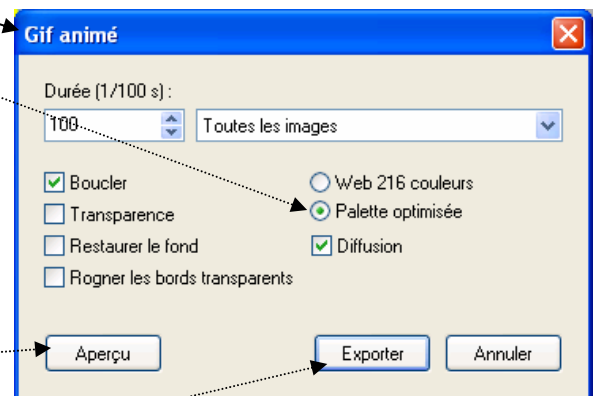 Gif animé
Durée (1/100 s) :
100 Toutes les images
Boucler Web 216 couleurs
Transparence Palette optimisée
Restaurer le fond Diffusion
Rogner les bords transparents
Aperçu Exporter Annuler